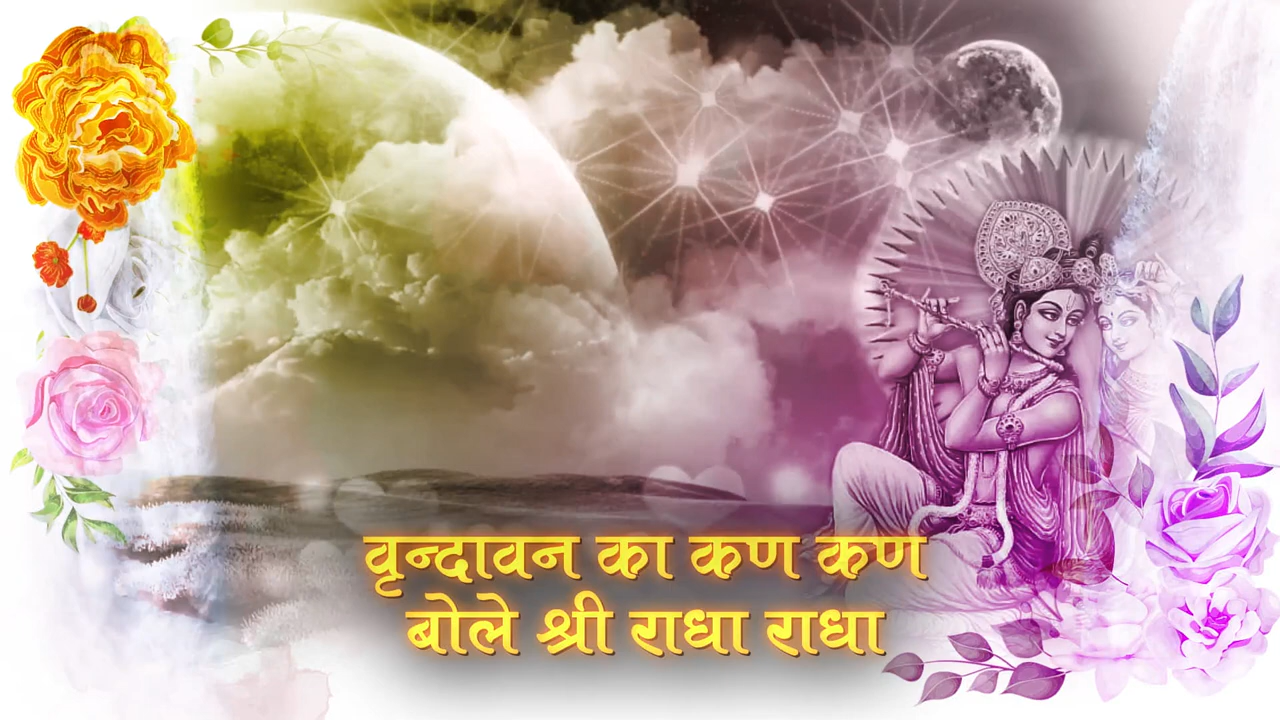 वृन्दावन का कण कण
बोले श्री राधा राधा